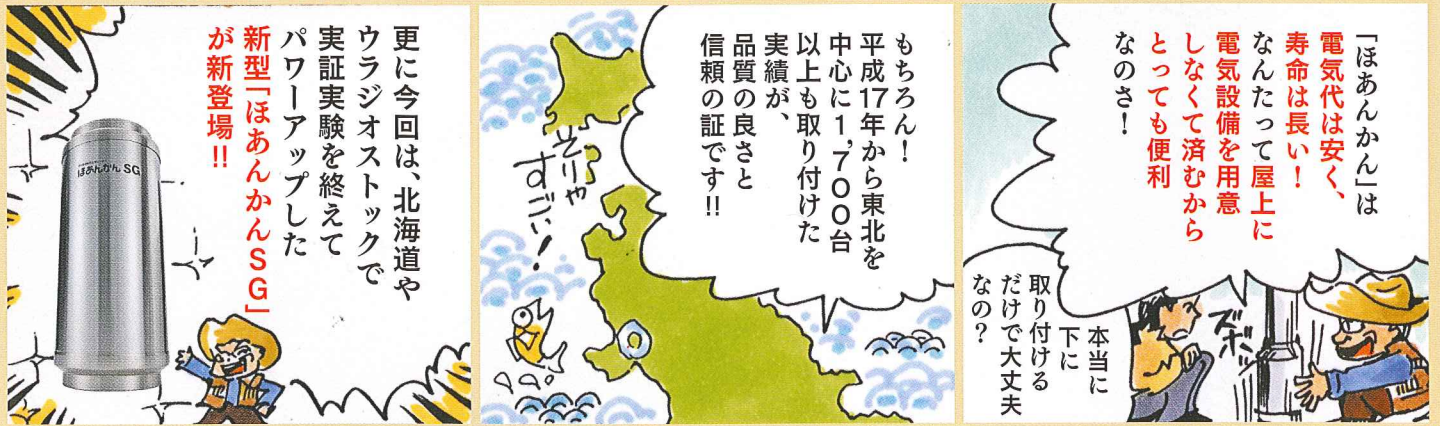 「ほあんかん」は
電気代は安く、
寿命は長い！
なんたって屋上に
電気設備を用意
しなくて済むから
とっても便利
なのさ！
ズボッ
本当に
下に
取り付ける
だけで大丈夫
なの？
もちろん！
平成17年から東北を
中心に1,700台
以上も取り付けた
実績が、
品質の良さと
信頼の証です!!
そりゃ
すごい！
更に今回は、北海道や
ウラジオストックで
実証実験を終えて
パワーアップした
新型「ほあんかんSG」
が新登場!!
ほあんかんSG